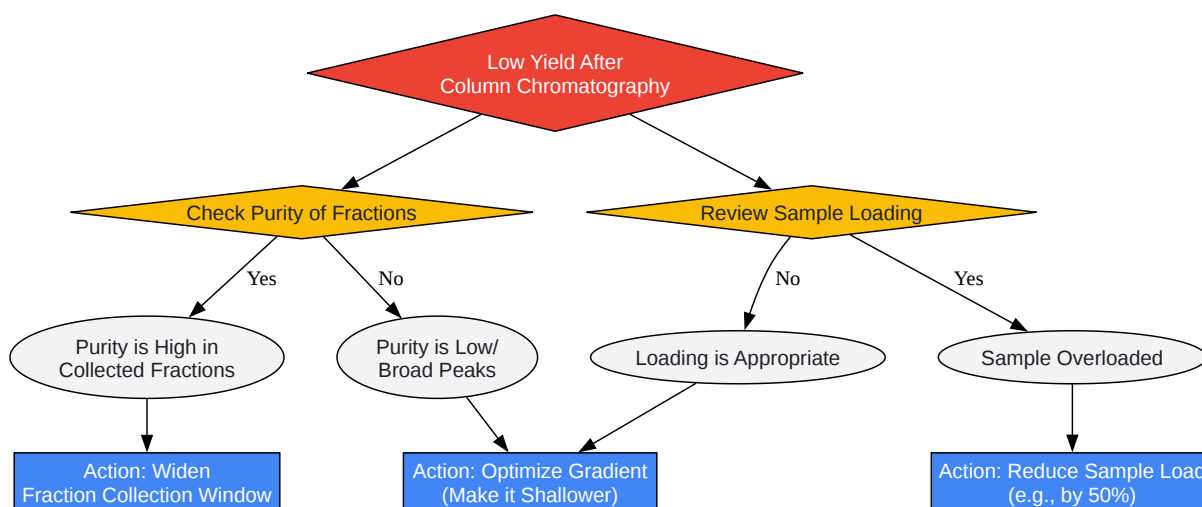 Low Yield After
Column Chromatography
Check Purity of Fractions
Review Sample Loading
Yes
No
No
Yes
Purity is High in
Collected Fractions
Purity is Low/
Broad Peaks
Loading is Appropriate
Sample Overloaded
Action: Widen
Fraction Collection Window
Action: Optimize Gradient
(Make it Shallower)
Action: Reduce Sample Load
(e.g., by 50%)